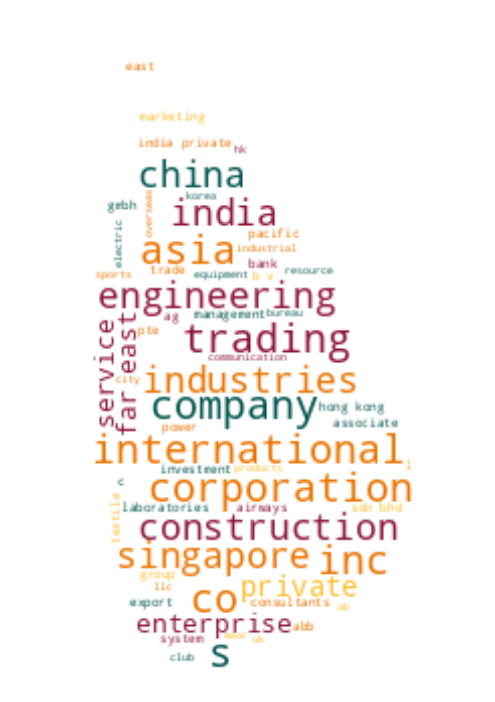 east
marketing
india private
hk
china
korea
gmbh
overseas
india
electric
pacific
asia
industrial
bank
sports
trade
equipment
b v
resource
engineering
ag
management
bureau
service
far east
pte
trading
communication
city
industries
company
hong kong
associate
power
international
l
investment
products
c
corporation
textile
laboratories
airways
sdn bhd
construction
singapore
inc
group
llc
private
export
co
consultants
ab
enterprise
abb
system
wear
uk
club
s